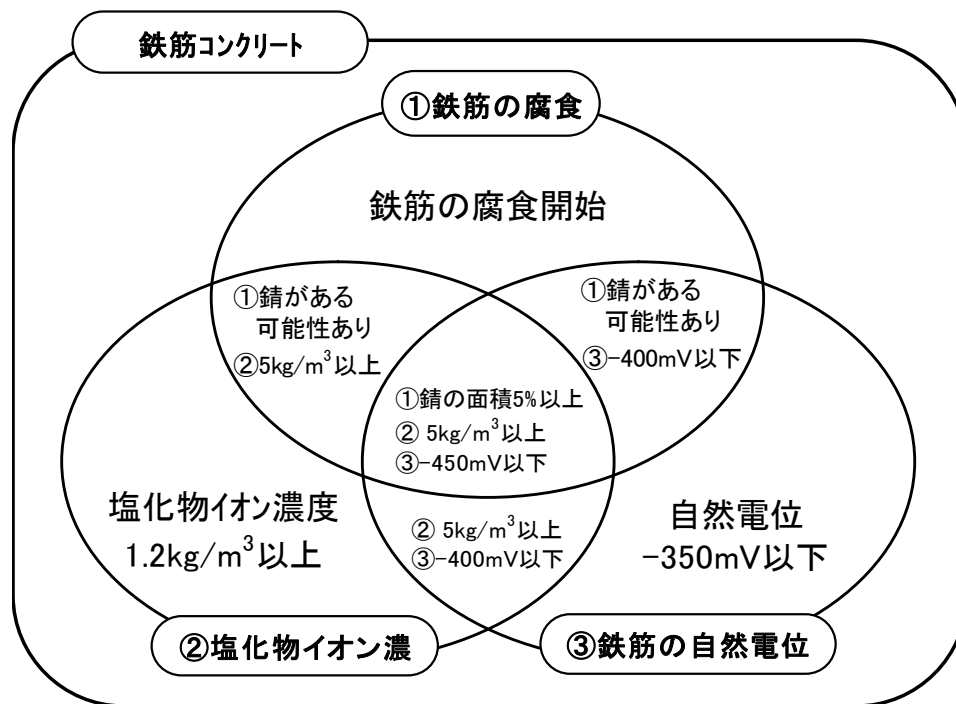 鉄筋コンクリート
①鉄筋の腐食
鉄筋の腐食開始
①錆がある
可能性あり
②5kg/m³以上
①錆がある
可能性あり
③-400mV以下
①錆の面積5%以上
② 5kg/m³以上
③-450mV以下
塩化物イオン濃度
1.2kg/m³以上
② 5kg/m³以上
③-400mV以下
自然電位
-350mV以下
②塩化物イオン濃
③鉄筋の自然電位